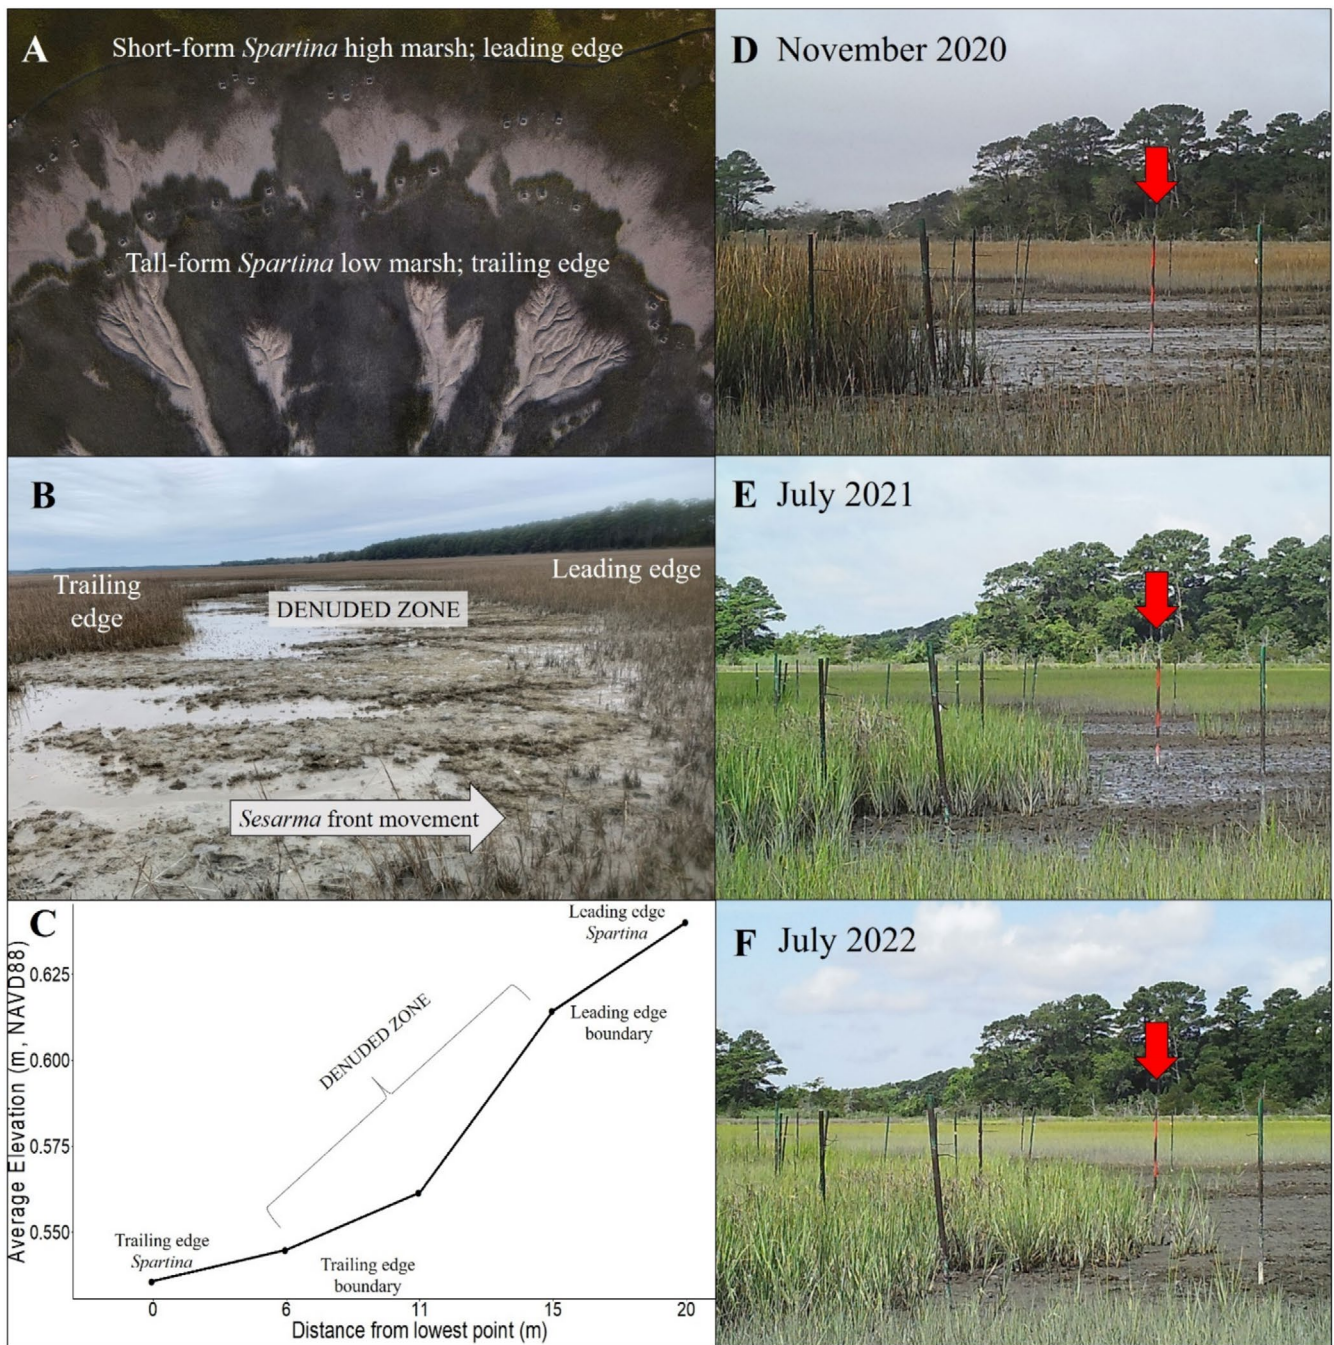 A
Short-form Spartina high marsh; leading edge
Tall-form Spartina low marsh; trailing edge
B
Trailing
edge
DENUDED ZONE
Leading edge
Sesarma front movement
C
Average Elevation (m, NAVD88)
0.625
0.600
0.575
0.550
Leading edge
Spartina
DENUDED ZONE
Leading edge
boundary
Trailing edge
Spartina
Trailing edge
boundary
0 6 11 15 20
Distance from lowest point (m)
D November 2020
E July 2021
F July 2022